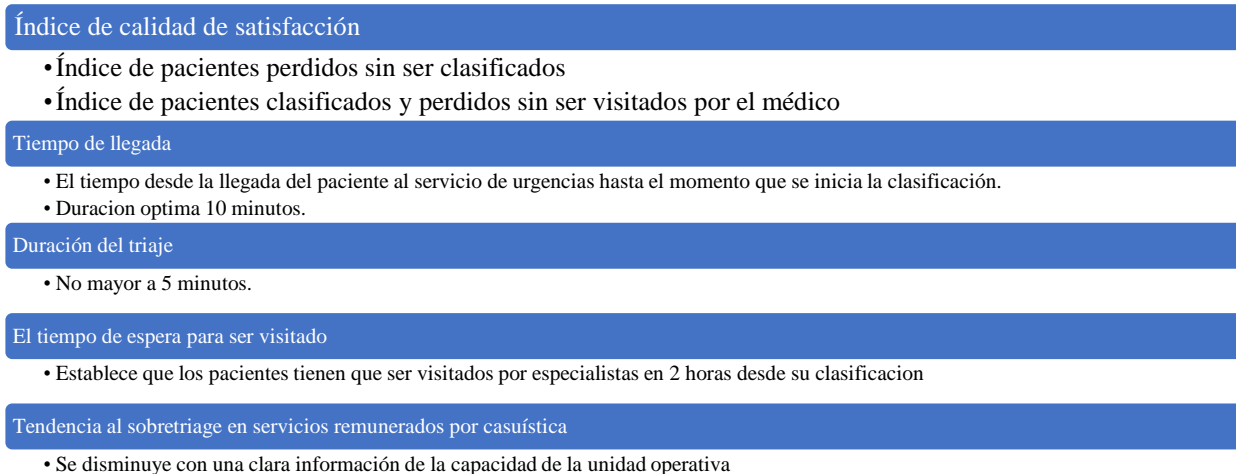 Índice de calidad de satisfacción
•Índice de pacientes perdidos sin ser clasificados
•Índice de pacientes clasificados y perdidos sin ser visitados por el médico
Tiempo de llegada
• El tiempo desde la llegada del paciente al servicio de urgencias hasta el momento que se inicia la clasificación.
• Duracion optima 10 minutos.
Duración del triaje
• No mayor a 5 minutos.
El tiempo de espera para ser visitado
• Establece que los pacientes tienen que ser visitados por especialistas en 2 horas desde su clasificacion
Tendencia al sobretriage en servicios remunerados por casuística
• Se disminuye con una clara información de la capacidad de la unidad operativa